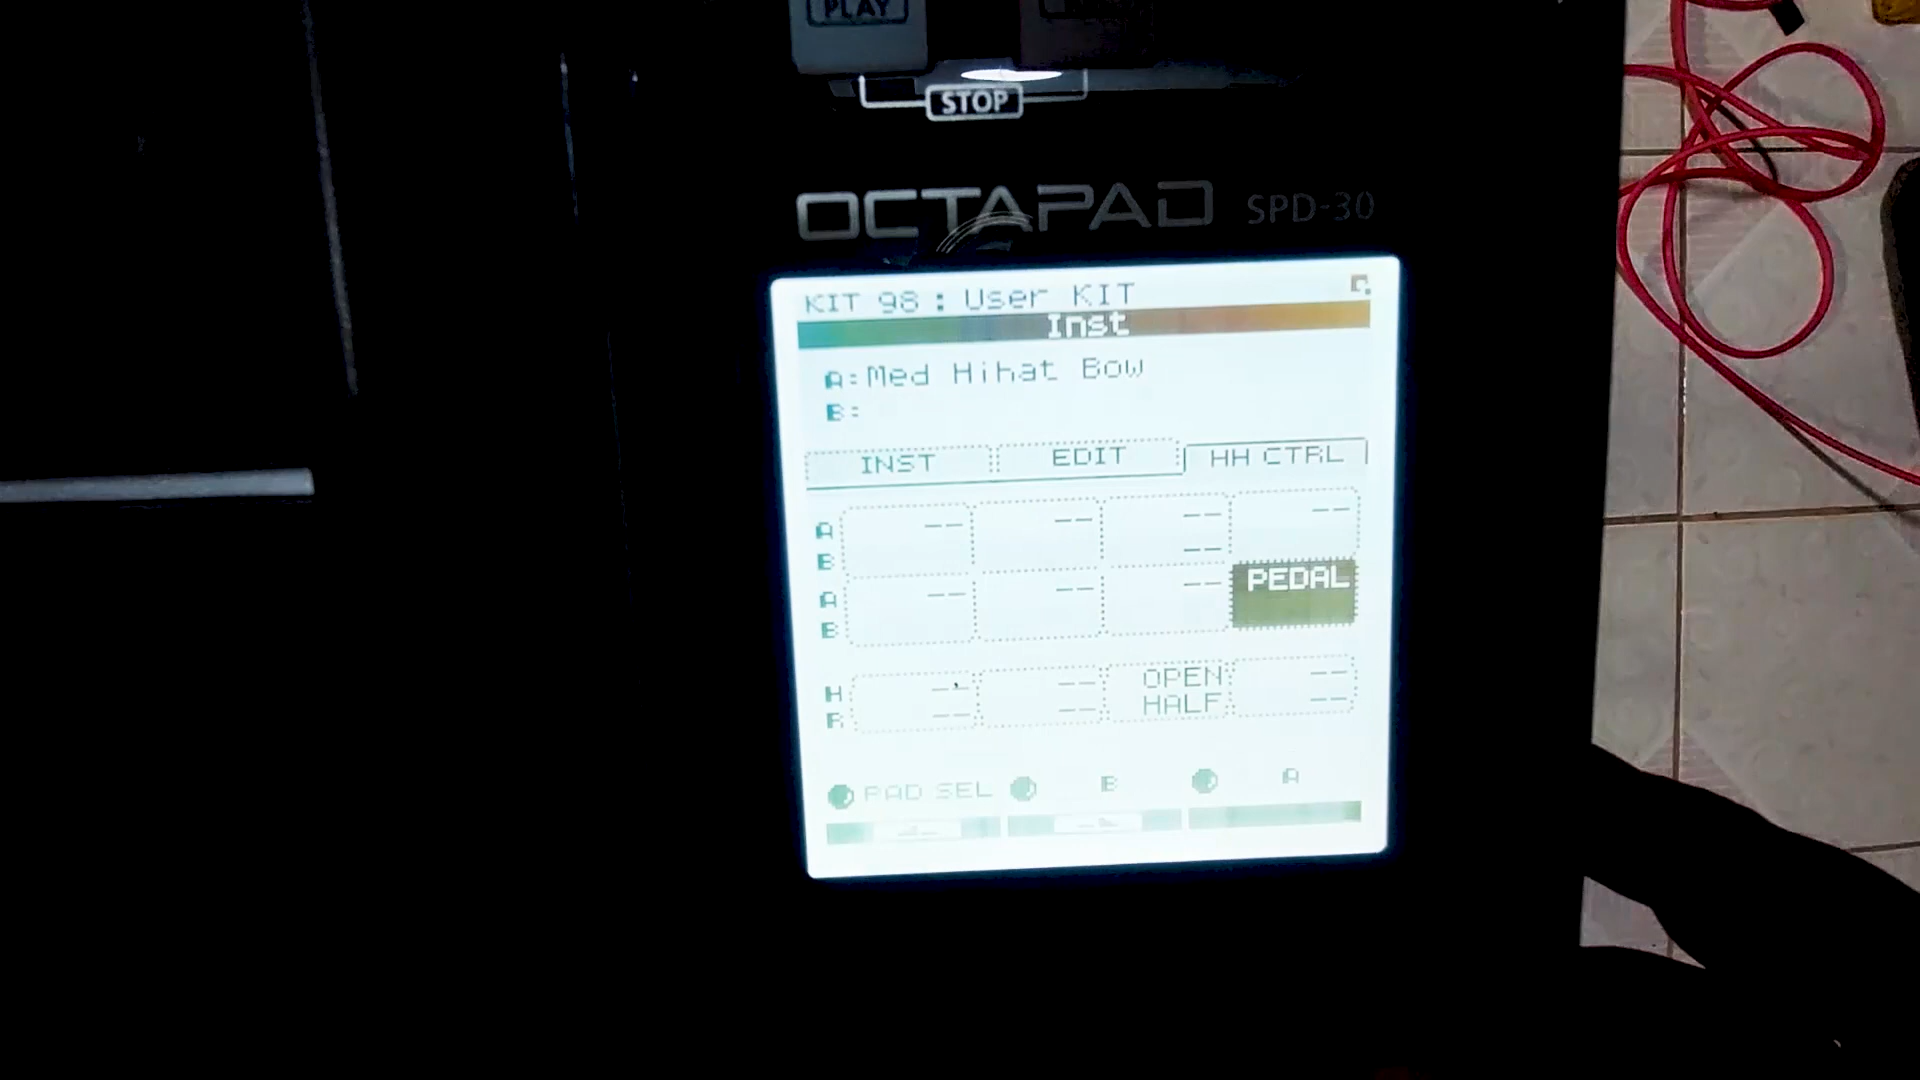 PLAY
STOP
OCTAPAD SPD-30
KIT 98 : User KIT
Inst
A:Med Hihat Bow
B:
INST EDIT HH CTRL
A -- -- -- --
B --
A -- -- -- PEDAL
B
H -- -- OPEN --
R -- -- HALF --
PAD SEL B A